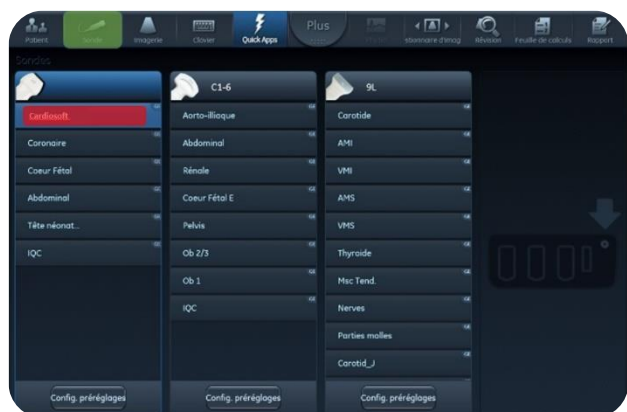 Patient
Sonde
Imagerie
Clavier
Quick Apps
Plus
Révision
Feuille de calculs
Rapport
Sondes
Cardiosoft
Coronaire
Coeur Fétal
Abdominal
Tête néonat...
IQC
Config. préréglages
C1-6
Aorto-iliaque
Abdominal
Rénale
Coeur Fétal E
Pelvis
Ob 2/3
Ob 1
IQC
Config. préréglages
9L
Carotide
AMI
VMI
AMS
VMS
Thyroide
Msc Tend.
Nerves
Parties molles
Carotid_J
Config. préréglages